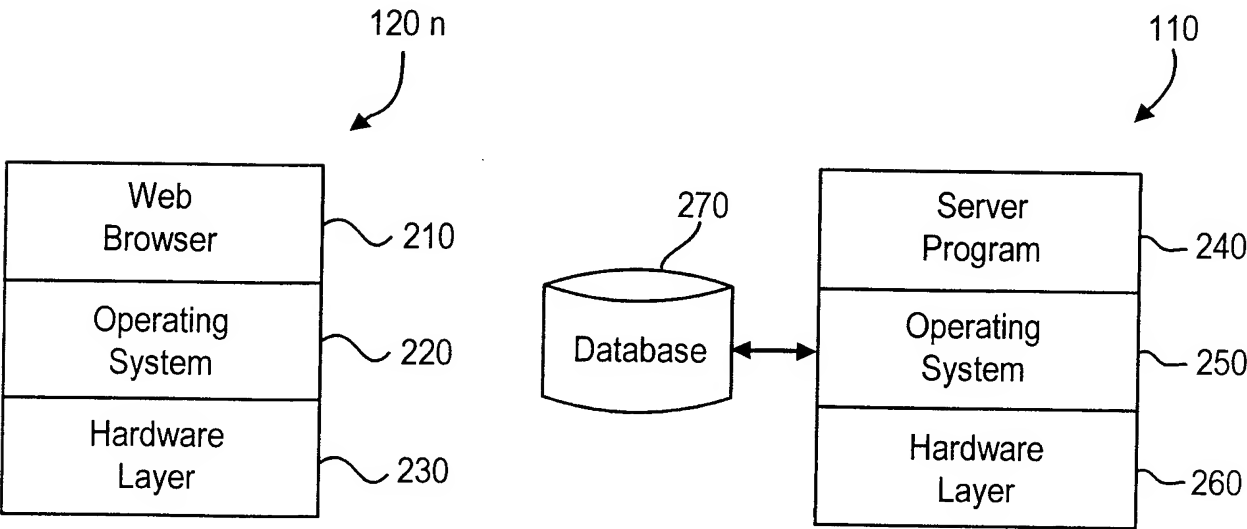 120 n
110
Web
Browser
210
Operating
System
220
Hardware
Layer
230
270
Database
Server
Program
240
Operating
System
250
Hardware
Layer
260